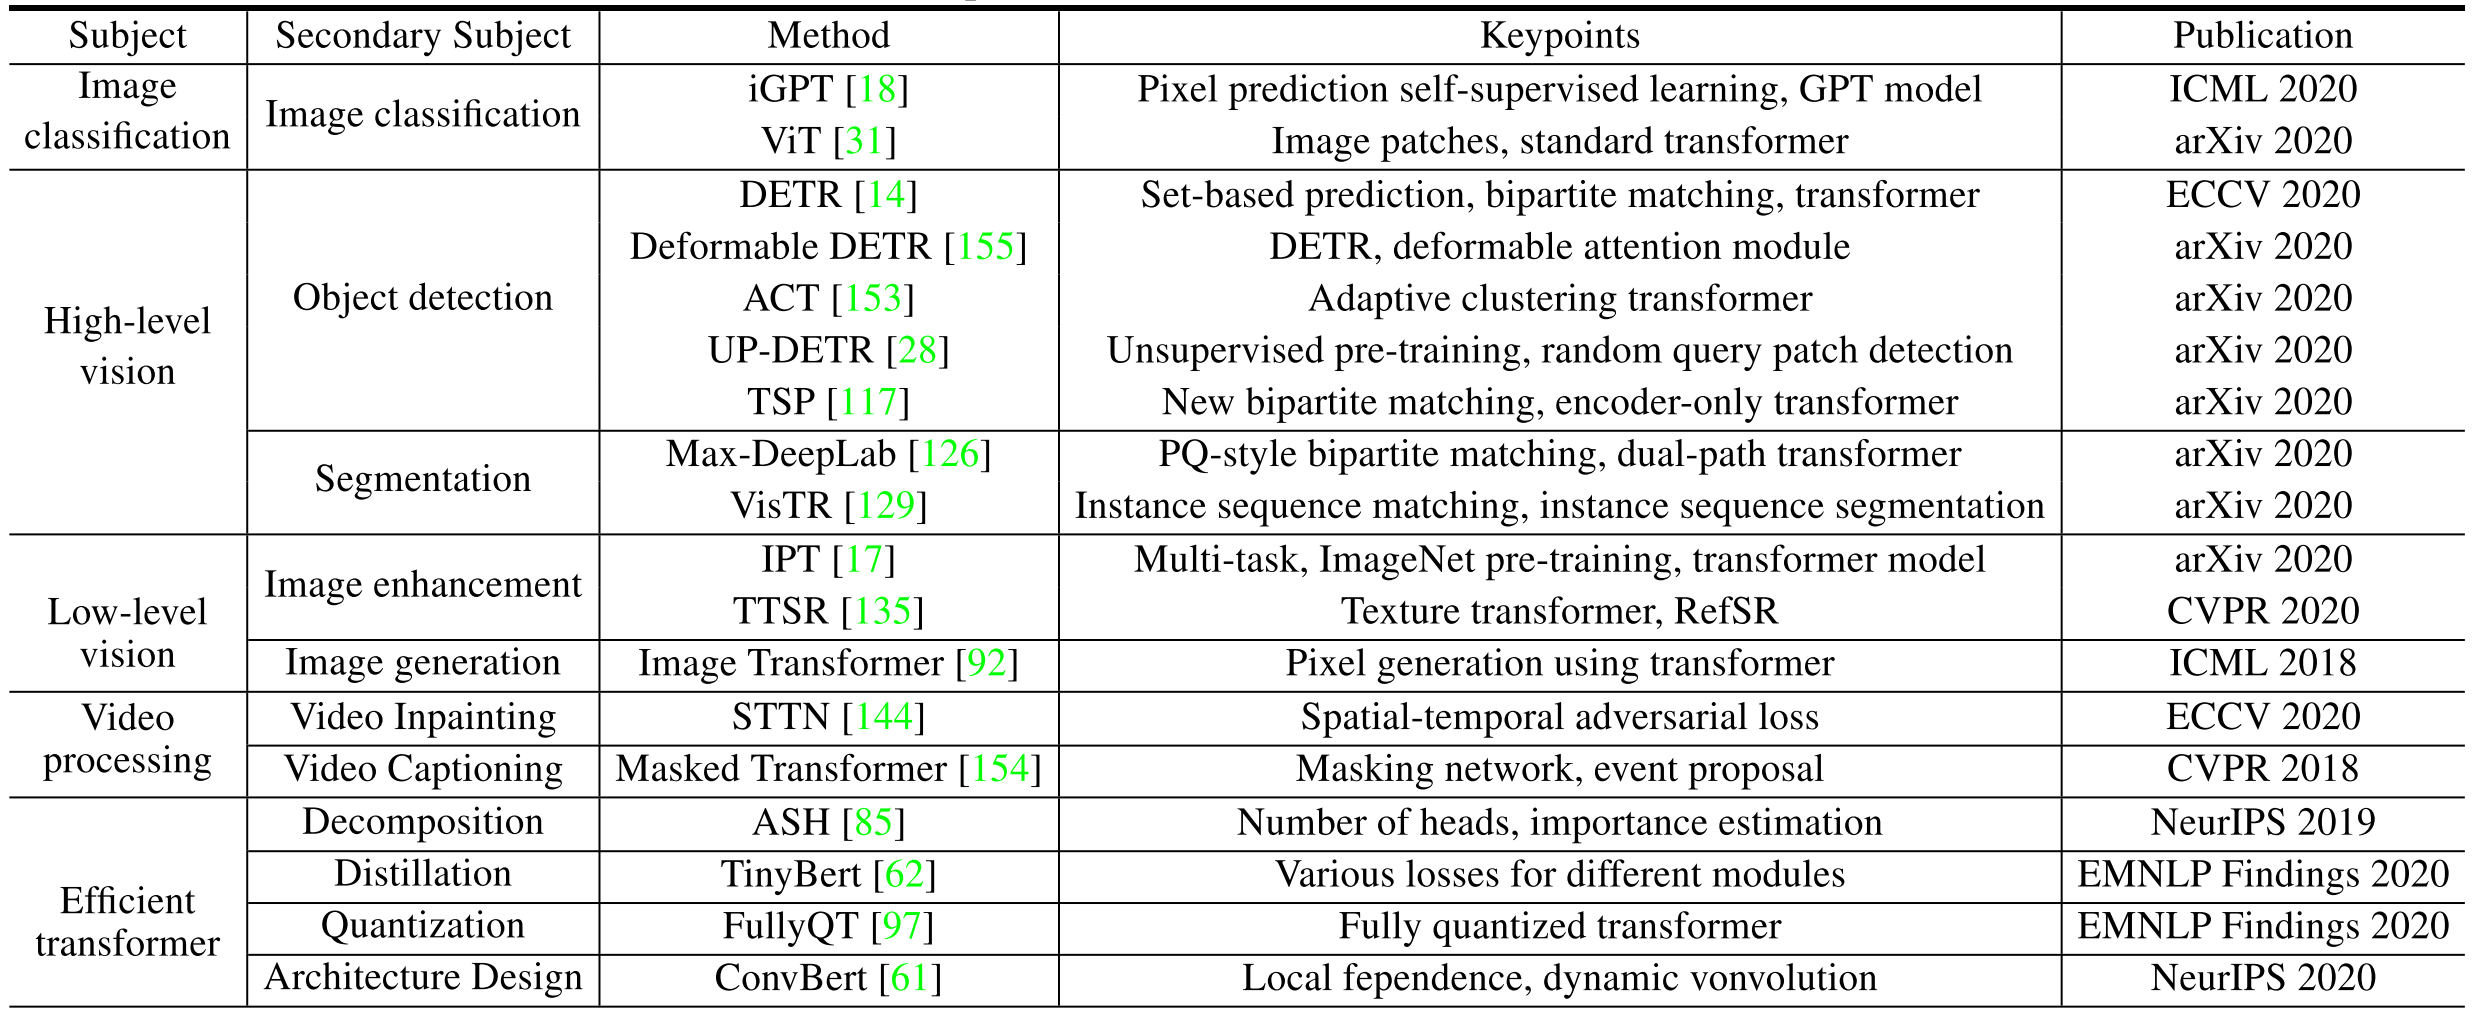 Subject Secondary Subject Method Keypoints Publication
Image classification Image classification iGPT [18] Pixel prediction self-supervised learning, GPT model ICML 2020
ViT [31] Image patches, standard transformer arXiv 2020
High-level vision Object detection DETR [14] Set-based prediction, bipartite matching, transformer ECCV 2020
Deformable DETR [155] DETR, deformable attention module arXiv 2020
ACT [153] Adaptive clustering transformer arXiv 2020
UP-DETR [28] Unsupervised pre-training, random query patch detection arXiv 2020
TSP [117] New bipartite matching, encoder-only transformer arXiv 2020
Segmentation Max-DeepLab [126] PQ-style bipartite matching, dual-path transformer arXiv 2020
VisTR [129] Instance sequence matching, instance sequence segmentation arXiv 2020
Low-level vision Image enhancement IPT [17] Multi-task, ImageNet pre-training, transformer model arXiv 2020
TTSR [135] Texture transformer, RefSR CVPR 2020
Image generation Image Transformer [92] Pixel generation using transformer ICML 2018
Video processing Video Inpainting STTN [144] Spatial-temporal adversarial loss ECCV 2020
Video Captioning Masked Transformer [154] Masking network, event proposal CVPR 2018
Efficient transformer Decomposition ASH [85] Number of heads, importance estimation NeurIPS 2019
Distillation TinyBert [62] Various losses for different modules EMNLP Findings 2020
Quantization FullyQT [97] Fully quantized transformer EMNLP Findings 2020
Architecture Design ConvBert [61] Local fependence, dynamic vonvolution NeurIPS 2020